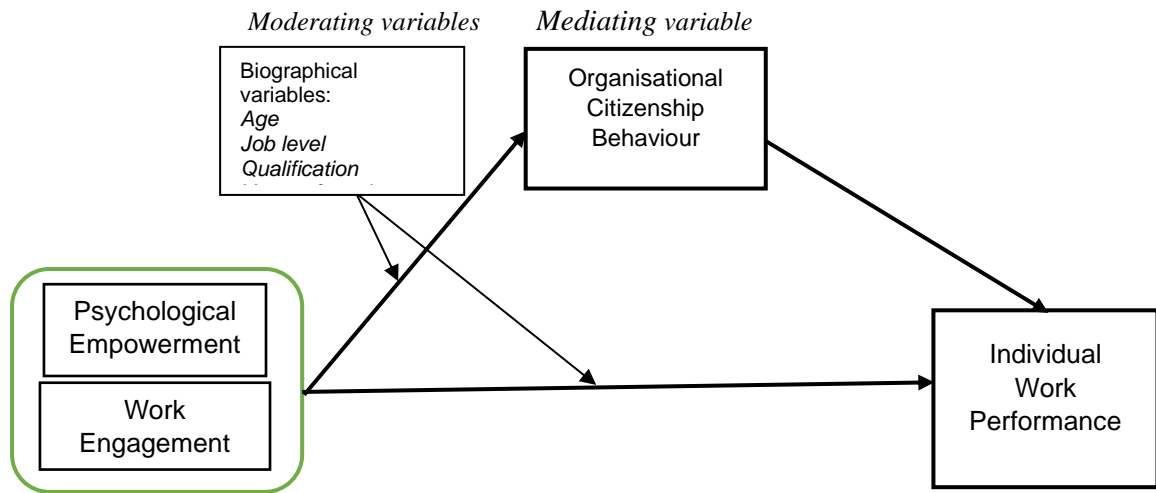 Moderating variables
Mediating variable
Biographical
variables:
Age
Job level
Qualification
Organisational
Citizenship
Behaviour
Psychological
Empowerment
Work
Engagement
Individual
Work
Performance